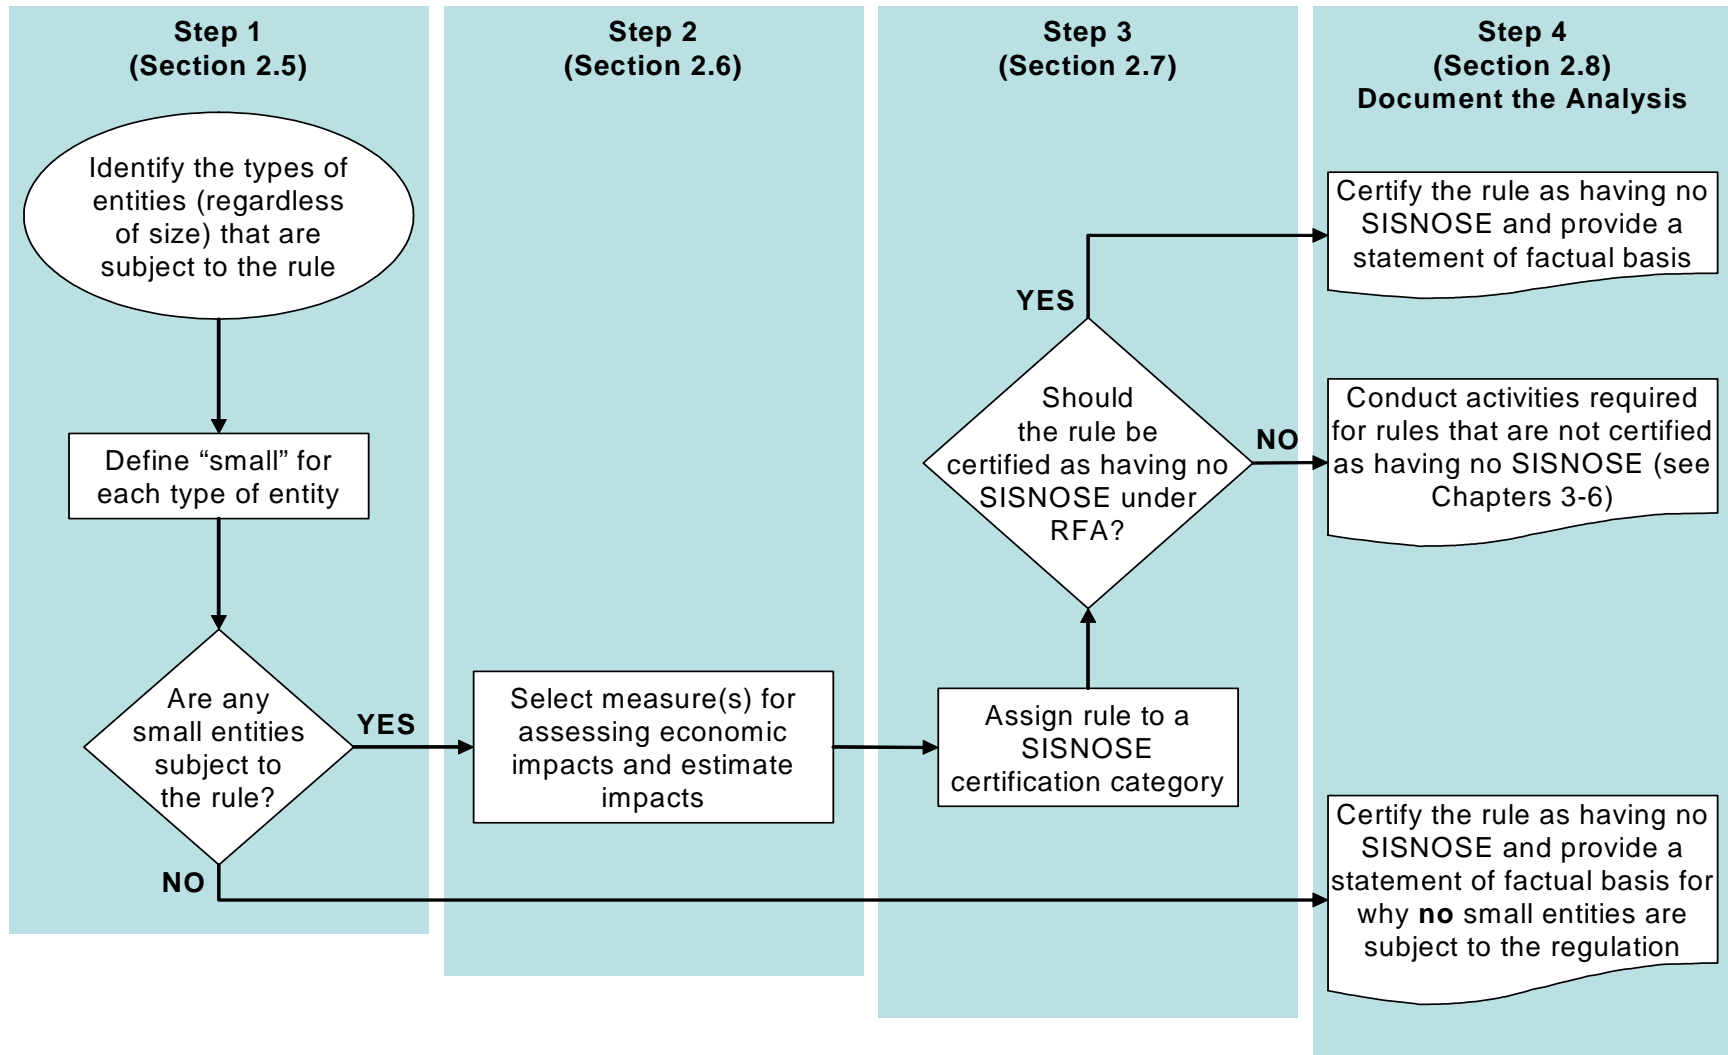 Step 1
(Section 2.5)
Identify the types of
entities (regardless
of size) that are
subject to the rule
Define “small” for
each type of entity
Are any
small entities
subject to
the rule?
YES
NO
Step 2
(Section 2.6)
Select measure(s) for
assessing economic
impacts and estimate
impacts
Step 3
(Section 2.7)
YES
Should
the rule be
certified as having no
SISNOSE under
RFA?
NO
Assign rule to a
SISNOSE
certification category
Step 4
(Section 2.8)
Document the Analysis
Certify the rule as having no
SISNOSE and provide a
statement of factual basis
Conduct activities required
for rules that are not certified
as having no SISNOSE (see
Chapters 3-6)
Certify the rule as having no
SISNOSE and provide a
statement of factual basis for
why no small entities are
subject to the regulation